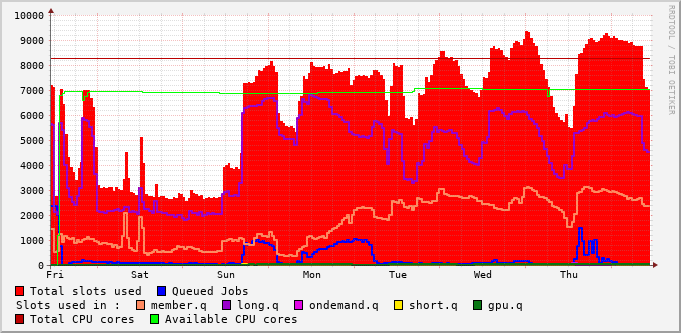 10000
9000
8000
7000
6000
5000
4000
3000
2000
1000
0
Fri Sat Sun Mon Tue Wed Thu
Total slots used Queued Jobs
Slots used in : member.q long.q ondemand.q short.q gpu.q
Total CPU cores Available CPU cores
RRDTOOL / TOBI OETIKER